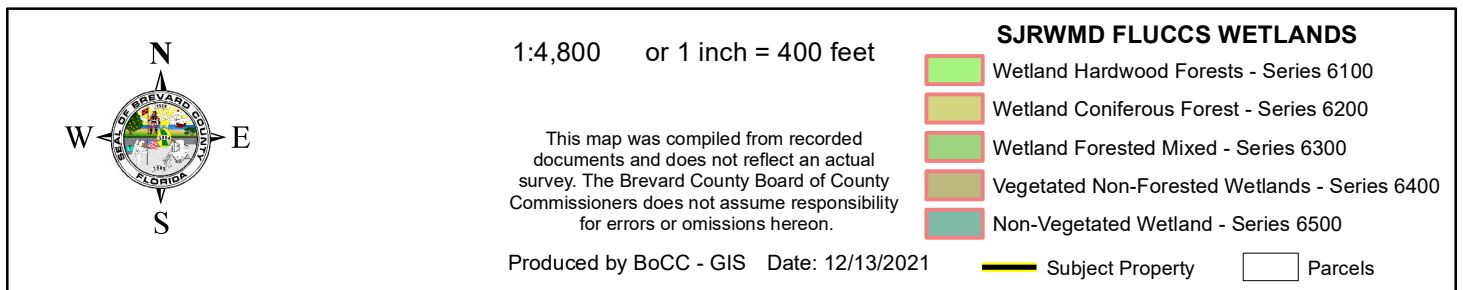 N
W
E
S
SEAL OF BREVARD COUNTY
FLORIDA
1:4,800 or 1 inch = 400 feet
This map was compiled from recorded
documents and does not reflect an actual
survey. The Brevard County Board of County
Commissioners does not assume responsibility
for errors or omissions hereon.
Produced by BoCC - GIS Date: 12/13/2021
SJRWMD FLUCCS WETLANDS
Wetland Hardwood Forests - Series 6100
Wetland Coniferous Forest - Series 6200
Wetland Forested Mixed - Series 6300
Vegetated Non-Forested Wetlands - Series 6400
Non-Vegetated Wetland - Series 6500
Subject Property
Parcels